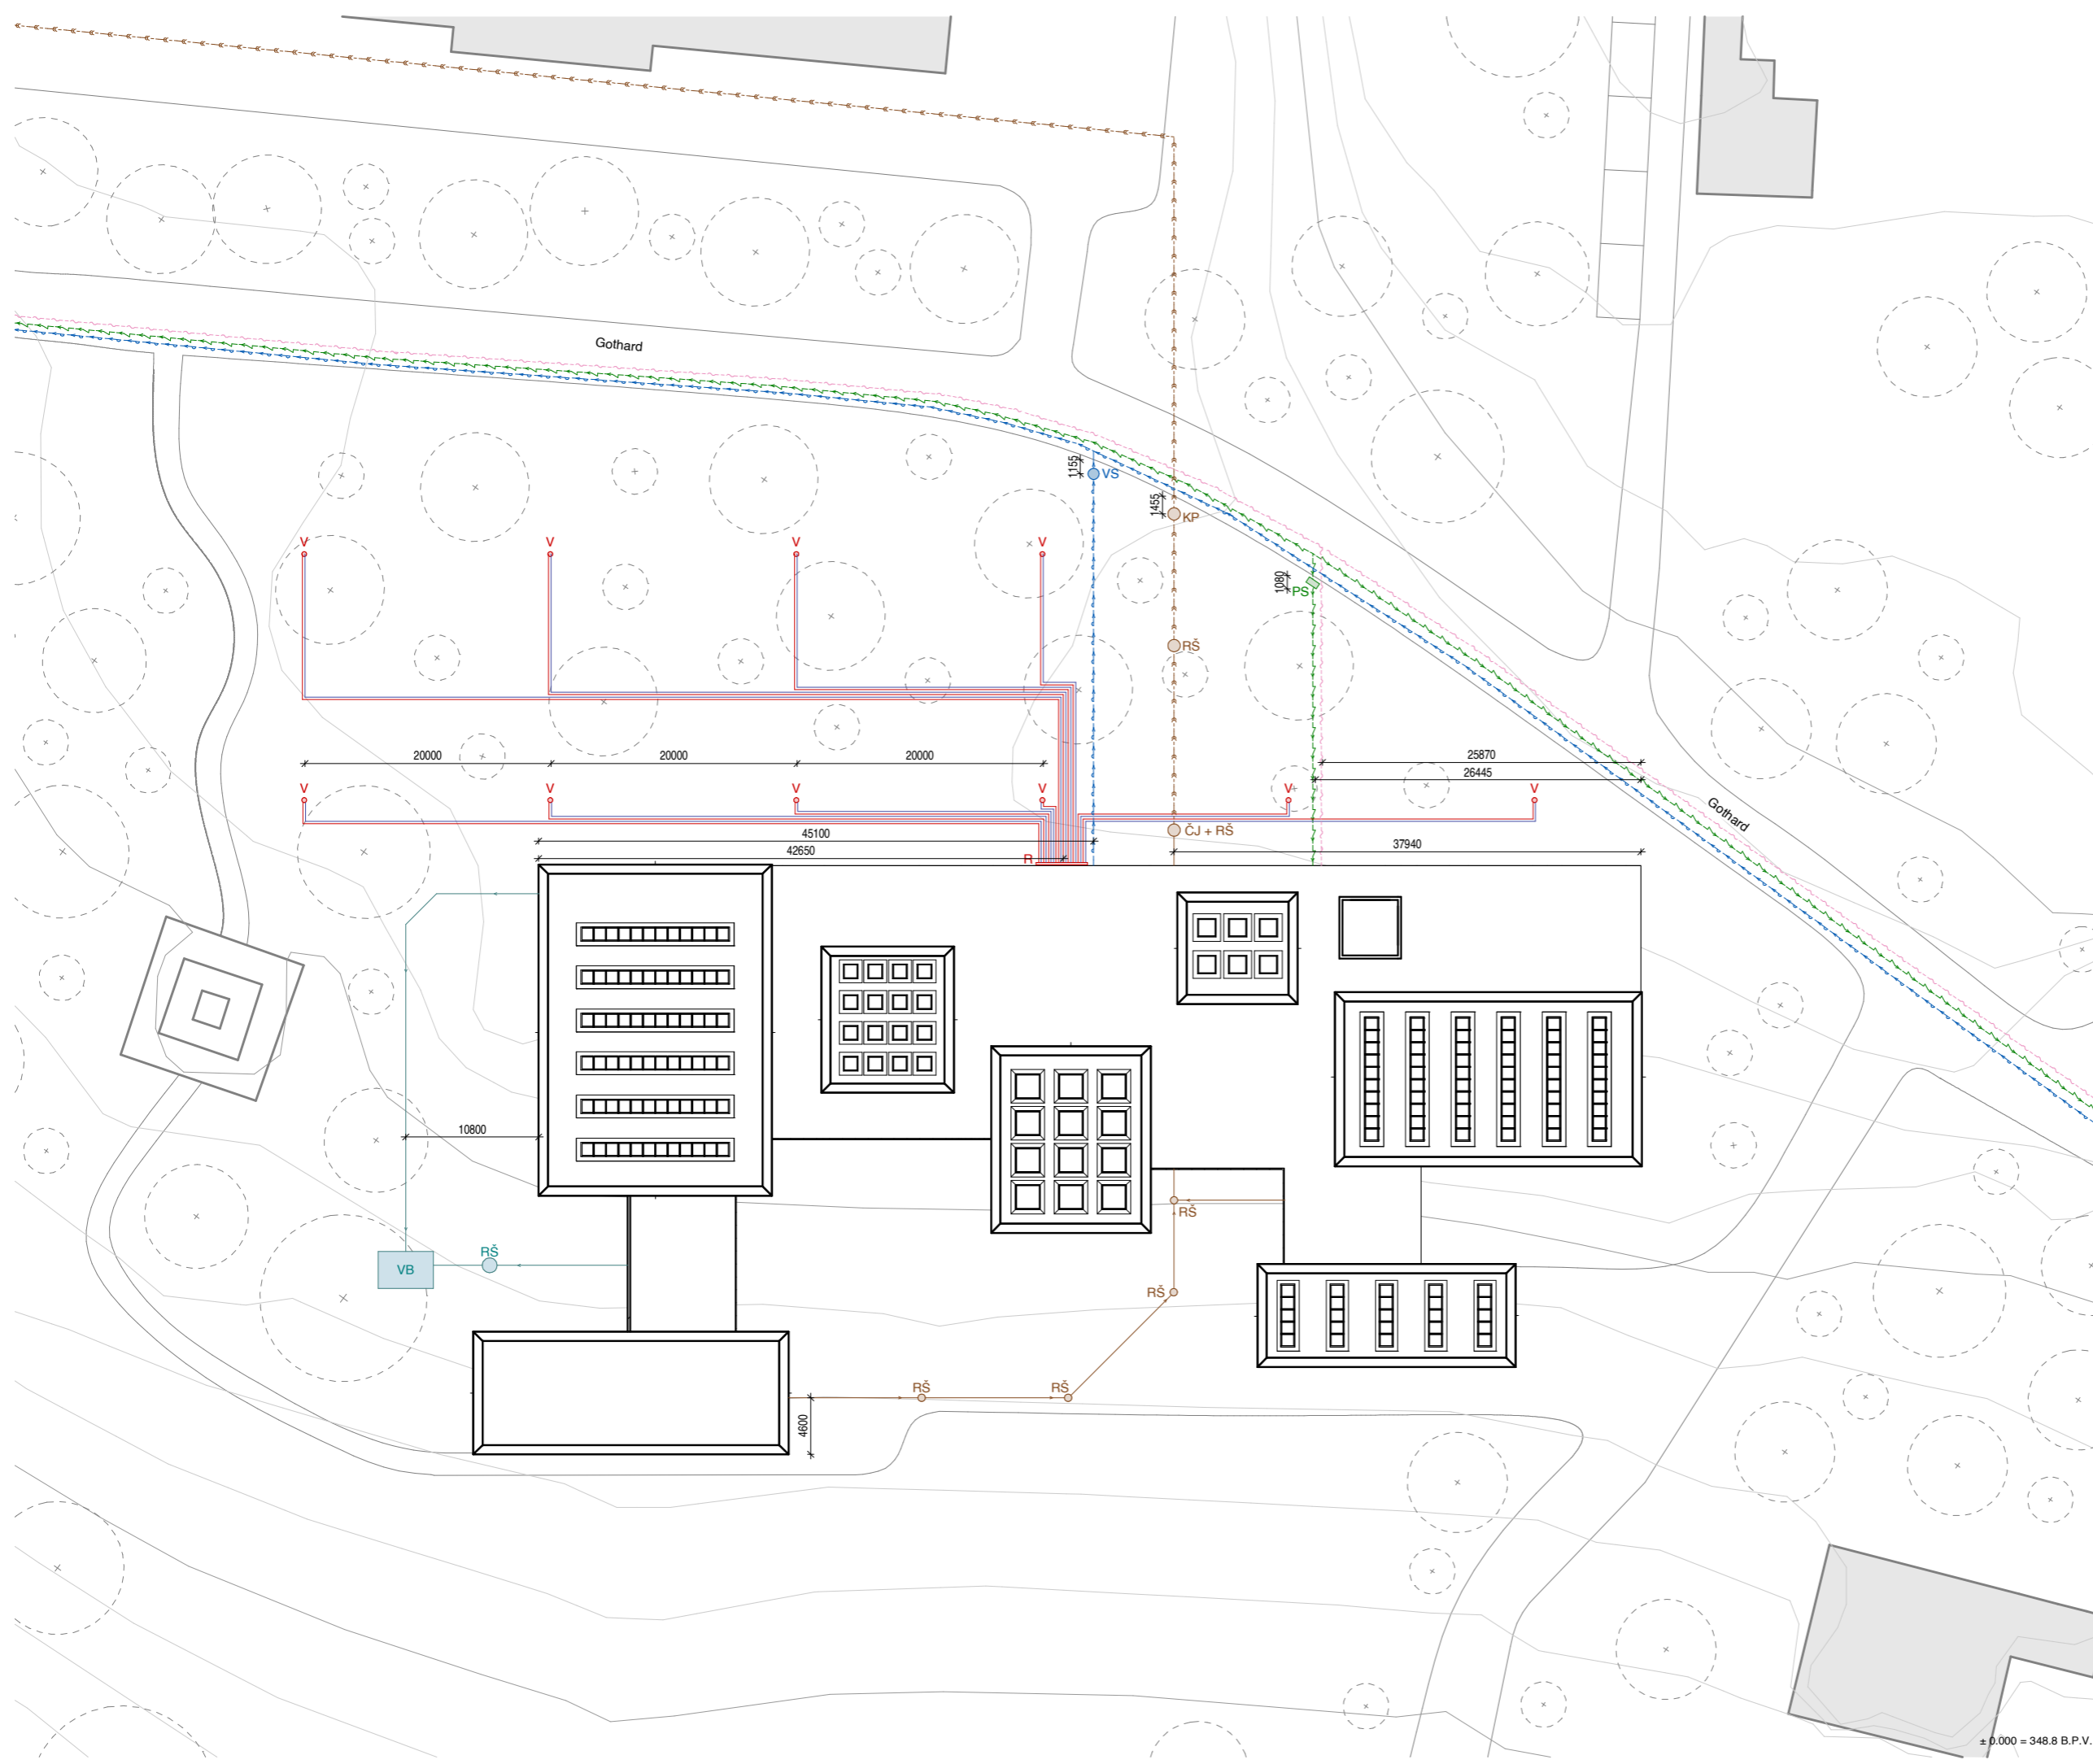 Gothard
1155
VS
1455
KP
V
V
V
V
1080
PS
RŠ
20000
20000
20000
25870
26445
V
V
V
V
V
V
Gothard
45100
ČJ + RŠ
42650
R
37940
10800
RŠ
RŠ
VB
RŠ
RŠ
RŠ
4600
± 0.000 = 348.8 B.P.V.